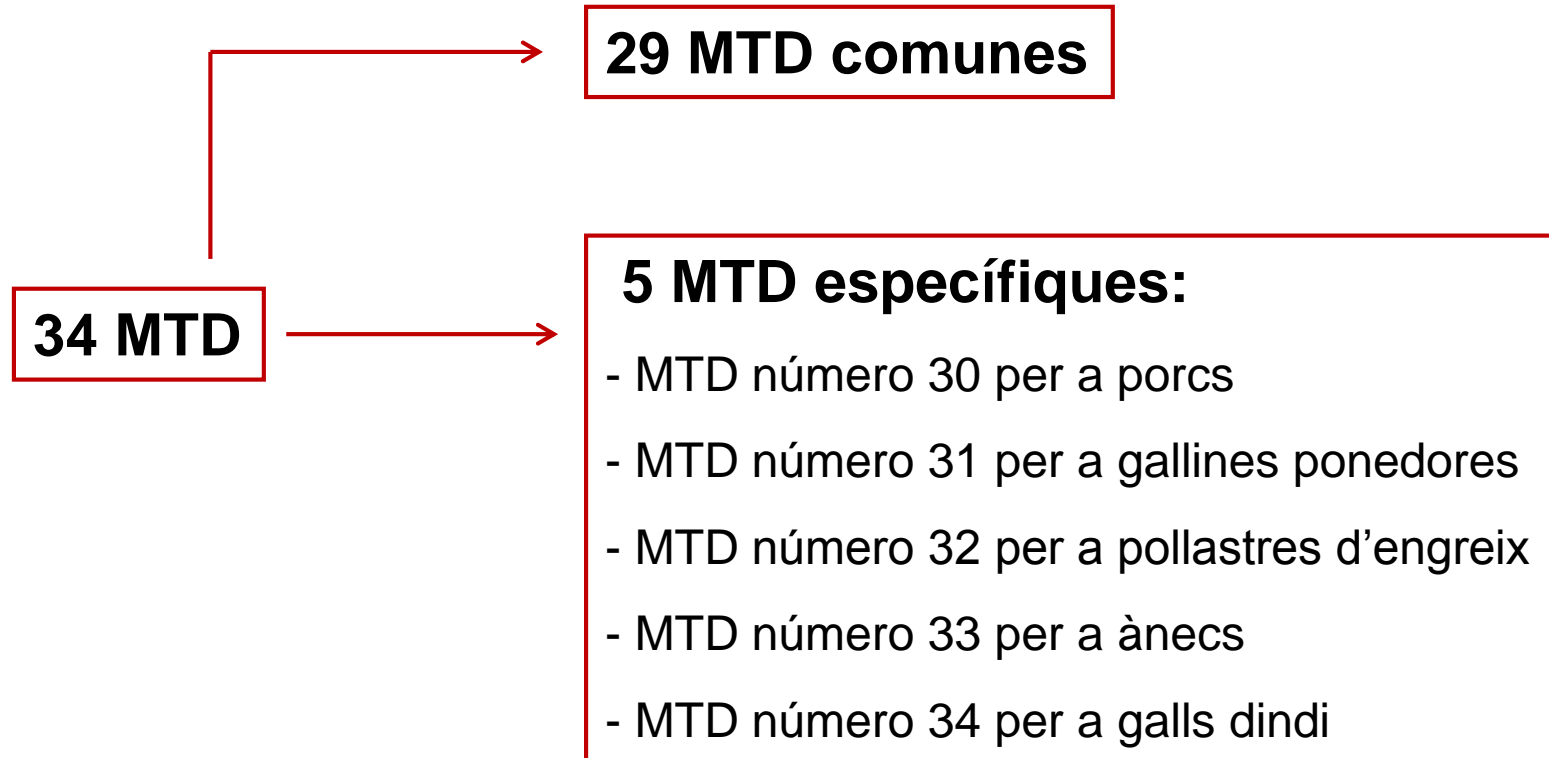 29 MTD comunes
34 MTD
5 MTD específiques:
- MTD número 30 per a porcs
- MTD número 31 per a gallines ponedores
- MTD número 32 per a pollastres d’engreix
- MTD número 33 per a ànecs
- MTD número 34 per a galls dindi